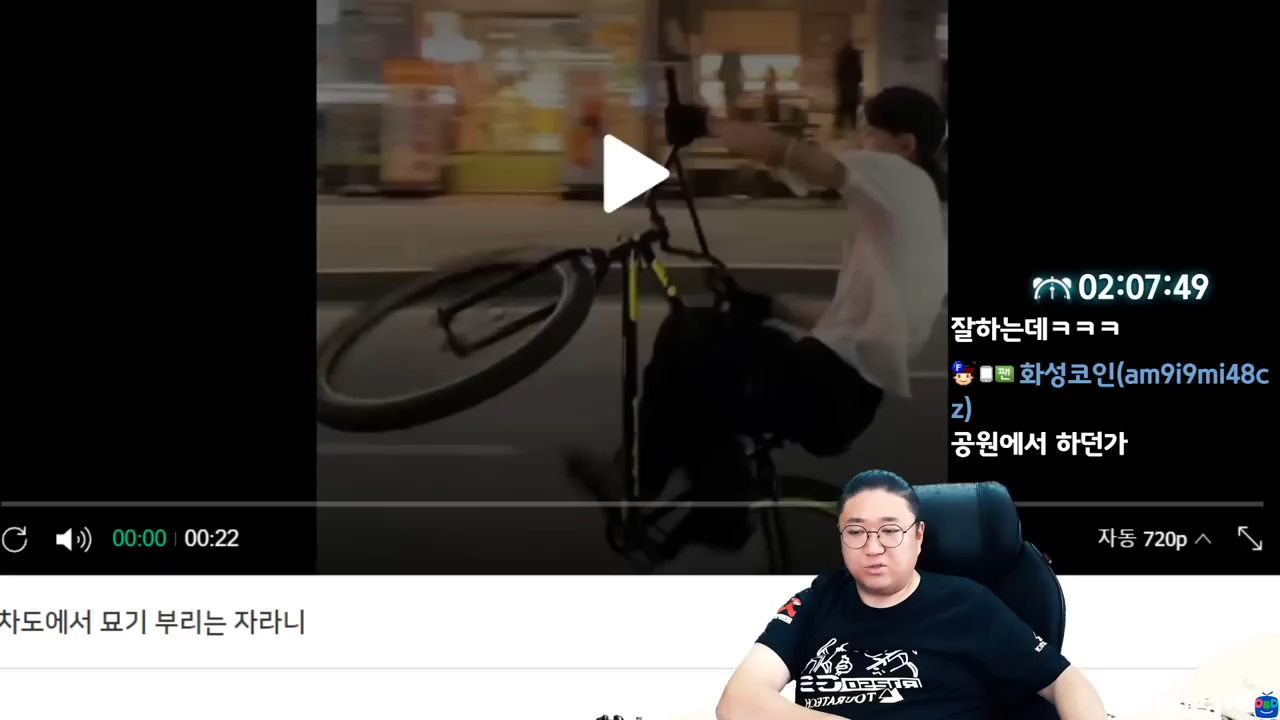 02:07:49
잘하는데ㅋㅋㅋ
F 짼 화성코인(am9i9mi48c
z)
공원에서 하던가
00:00 00:22
자동 720p
차도에서 묘기 부리는 자라니